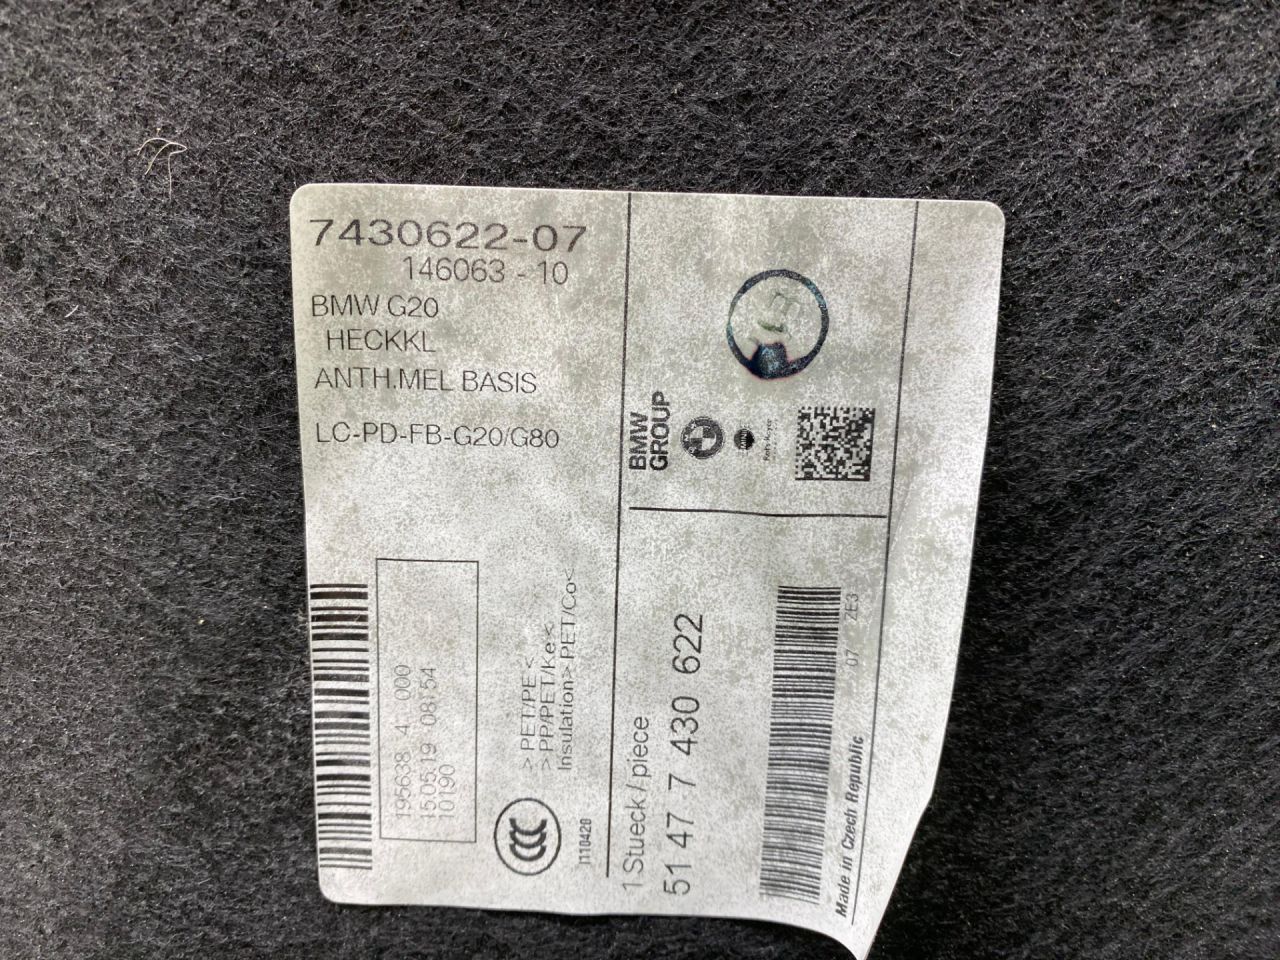 7430622-07
146063 - 10
BMW G20
HECKKL
ANTH.MEL BASIS
LC-PD-FB-G20/G80
195638 4. 000
15.05.19 08:54
10190
> PET/PE <
> PP/PET/Ke <
Insulation> PET/Co<
J110428
BMW
GROUP
1 Stueck / piece
51 47 7 430 622
07 ZE3
Made in Czech Republic